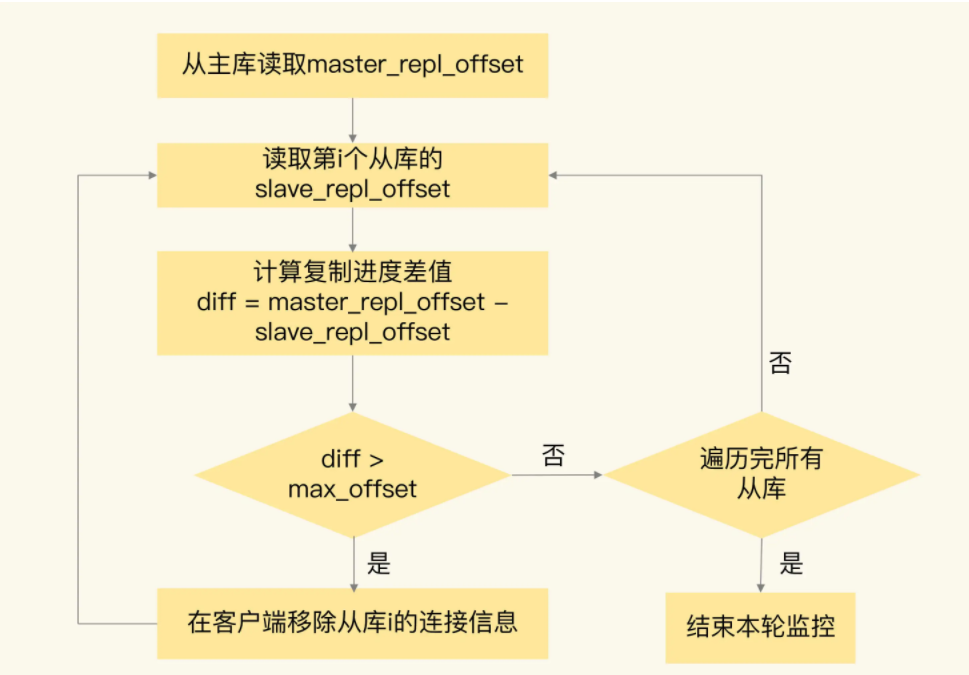 从主库读取master_repl_offset
读取第i个从库的
slave_repl_offset
计算复制进度差值
diff = master_repl_offset –
slave_repl_offset
否
diff >
max_offset
否
遍历完所有
从库
是
是
在客户端移除从库i的连接信息
结束本轮监控